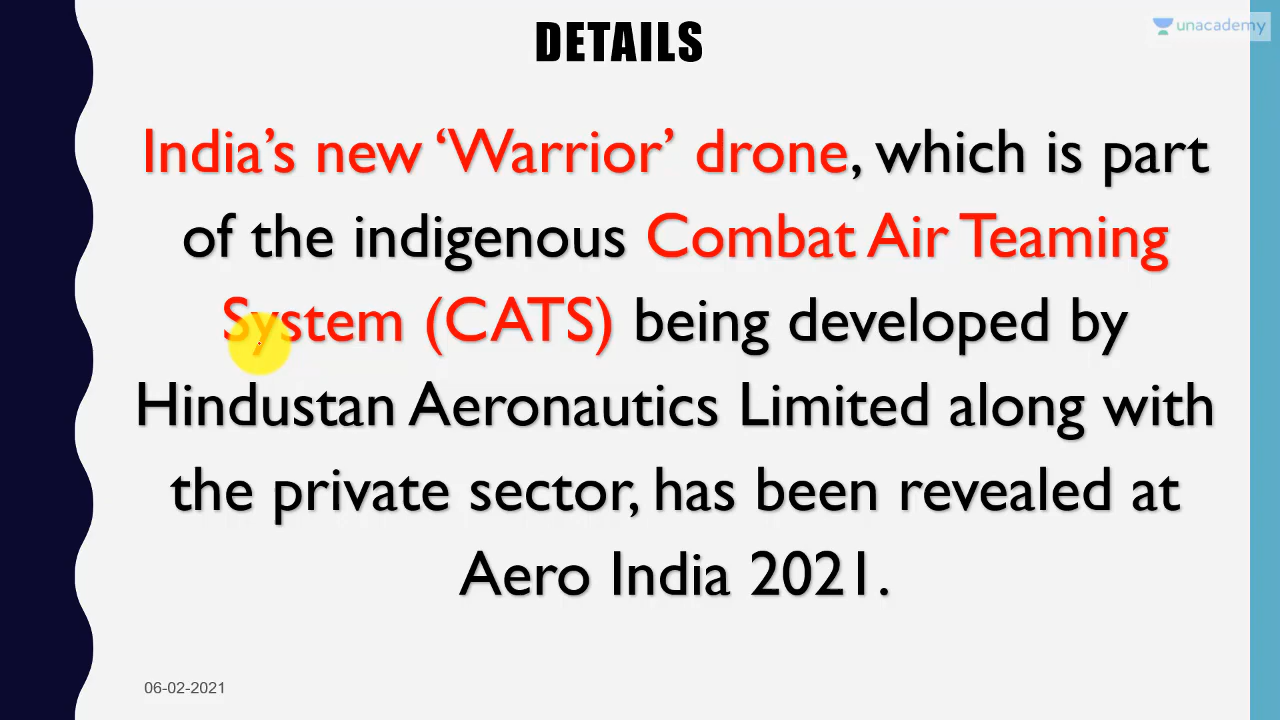 DETAILS
unacademy
India's new ‘Warrior’ drone, which is part
of the indigenous Combat Air Teaming
System (CATS) being developed by
Hindustan Aeronautics Limited along with
the private sector, has been revealed at
Aero India 2021.
06-02-2021